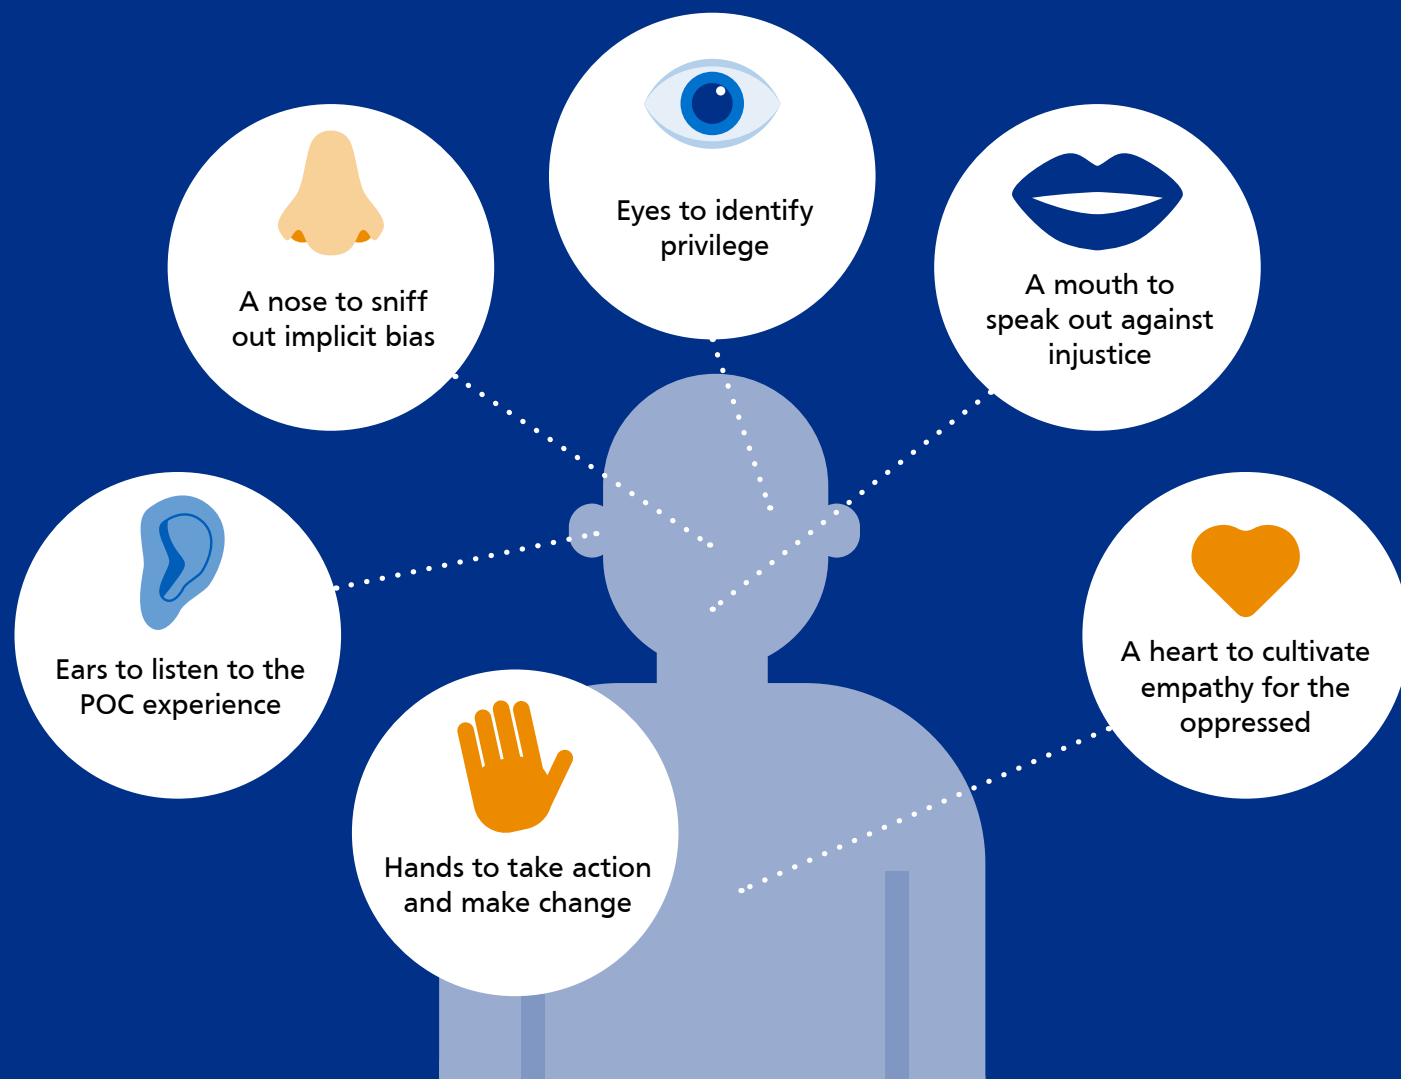 Eyes to identify
privilege
A nose to sniff
out implicit bias
A mouth to
speak out against
injustice
Ears to listen to the
POC experience
A heart to cultivate
empathy for the
oppressed
Hands to take action
and make change